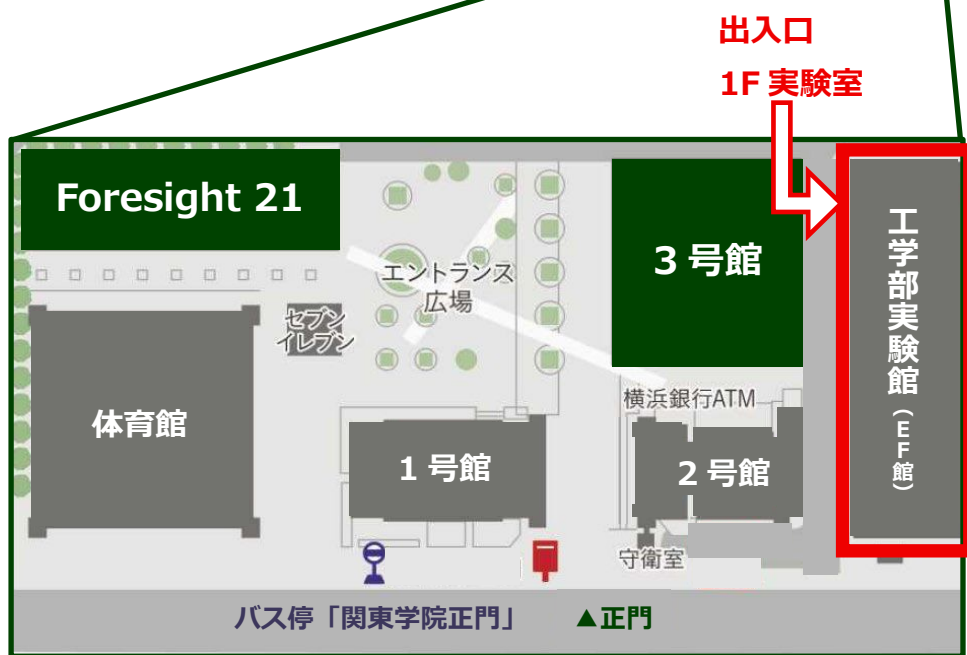 出入口
1F 実験室
Foresight 21
3 号館
エントランス
広場
セブン
イレブン
体育館
横浜銀行ATM
1 号館
2 号館
守衛室
工学部実験館(EF館)
バス停「関東学院正門」 ▲正門